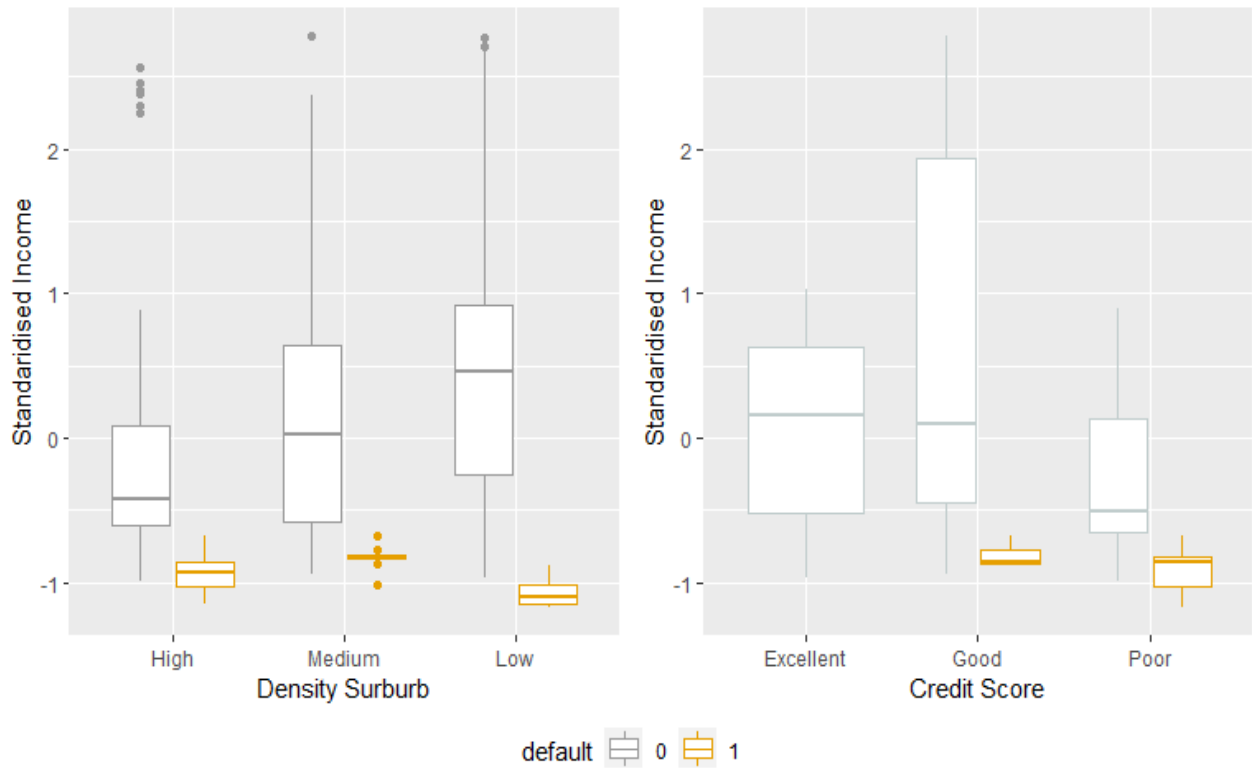 Standaridised Income
2
1
0
-1
High Medium Low
Density Surburb
Standaridised Income
2
1
0
-1
Excellent Good Poor
Credit Score
default 0 1